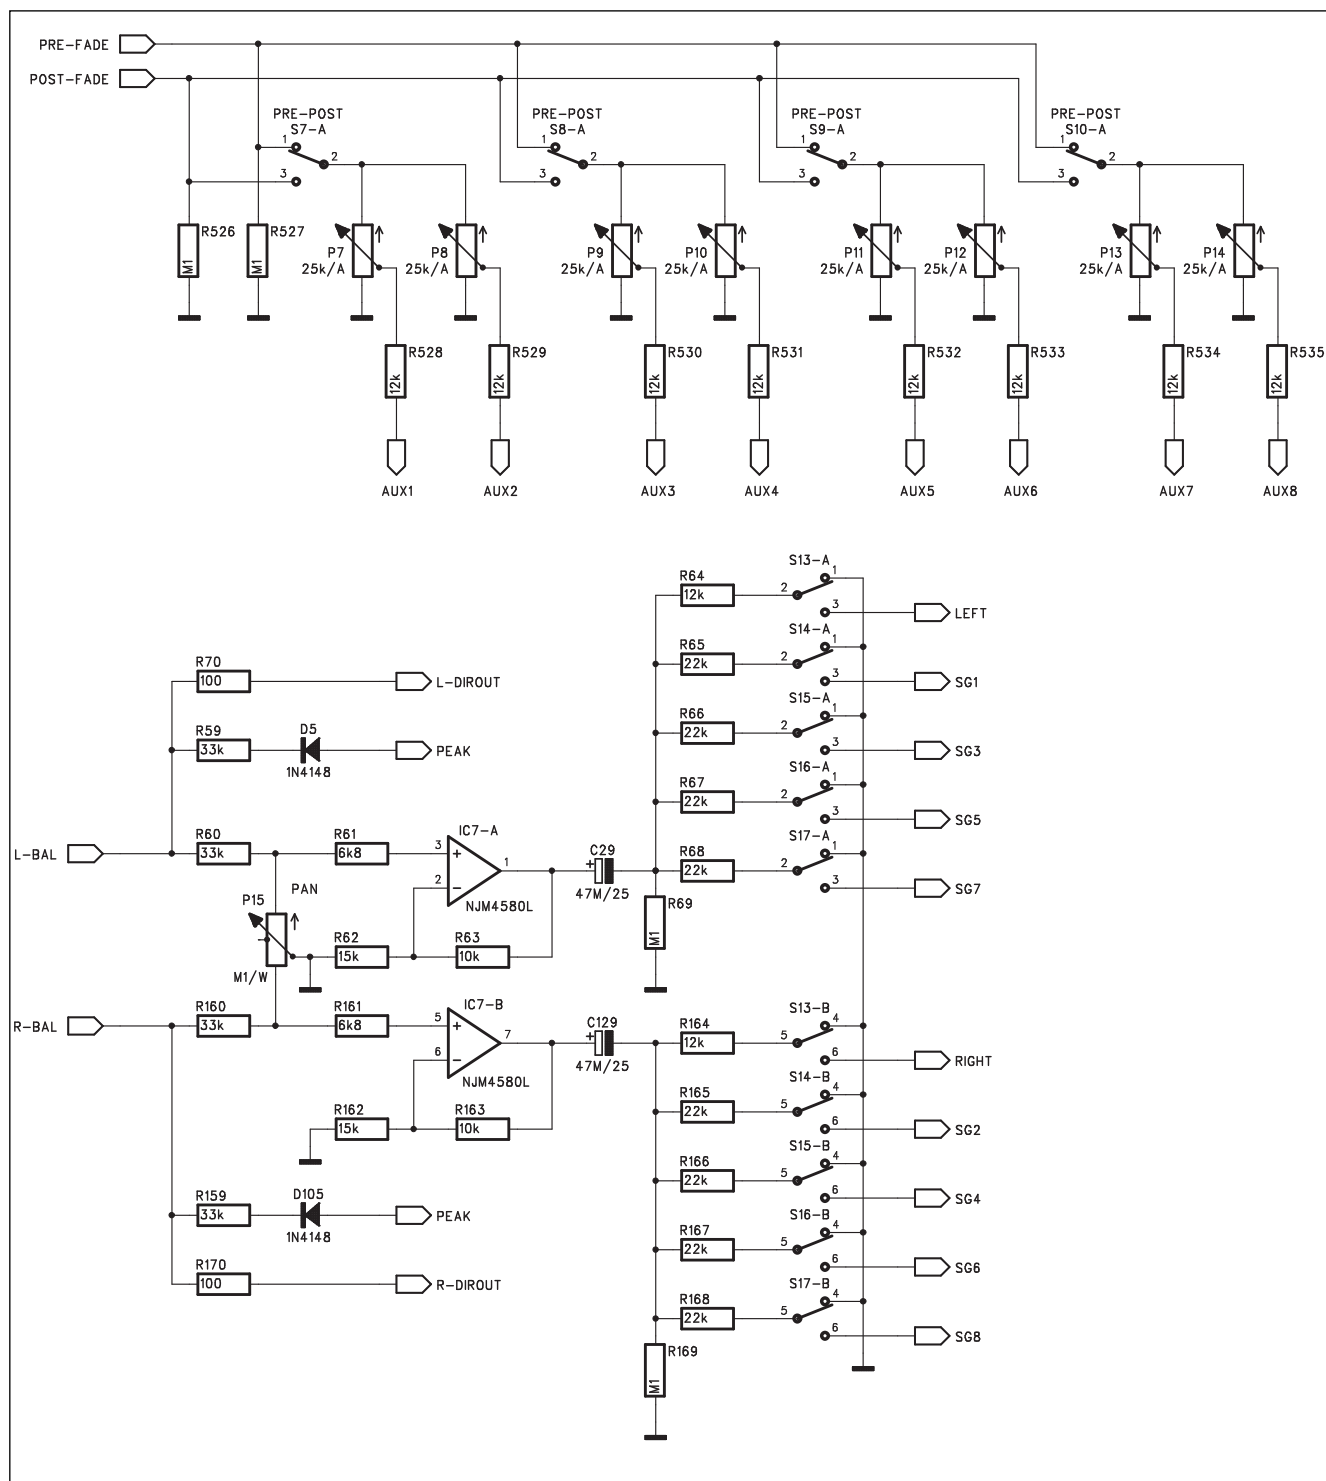 PRE-FADE
POST-FADE
PRE-POST
S7-A
1
2
3
PRE-POST
S8-A
1
2
3
PRE-POST
S9-A
1
2
3
PRE-POST
S10-A
1
2
3
R526
M1
R527
M1
P7
25k/A
P8
25k/A
P9
25k/A
P10
25k/A
P11
25k/A
P12
25k/A
P13
25k/A
P14
25k/A
R528
12k
R529
12k
R530
12k
R531
12k
R532
12k
R533
12k
R534
12k
R535
12k
AUX1
AUX2
AUX3
AUX4
AUX5
AUX6
AUX7
AUX8
R64
12k
S13-A
1
2
3
LEFT
R65
22k
S14-A
1
2
3
SG1
R66
22k
S15-A
1
2
3
SG3
R67
22k
S16-A
1
2
3
SG5
R68
22k
S17-A
1
2
3
SG7
R70
100
L-DIROUT
R59
33k
D5
1N4148
PEAK
L-BAL
R60
33k
R61
6k8
IC7-A
3
+
2
−
1
NJM4580L
C29
+
47M/25
R69
M1
P15
PAN
M1/W
R62
15k
R63
10k
R-BAL
R160
33k
R161
6k8
IC7-B
5
+
6
−
7
NJM4580L
C129
+
47M/25
R162
15k
R163
10k
R164
12k
S13-B
4
5
6
RIGHT
R165
22k
S14-B
4
5
6
SG2
R166
22k
S15-B
4
5
6
SG4
R167
22k
S16-B
4
5
6
SG6
R168
22k
S17-B
4
5
6
SG8
R159
33k
D105
1N4148
PEAK
R170
100
R-DIROUT
R169
M1